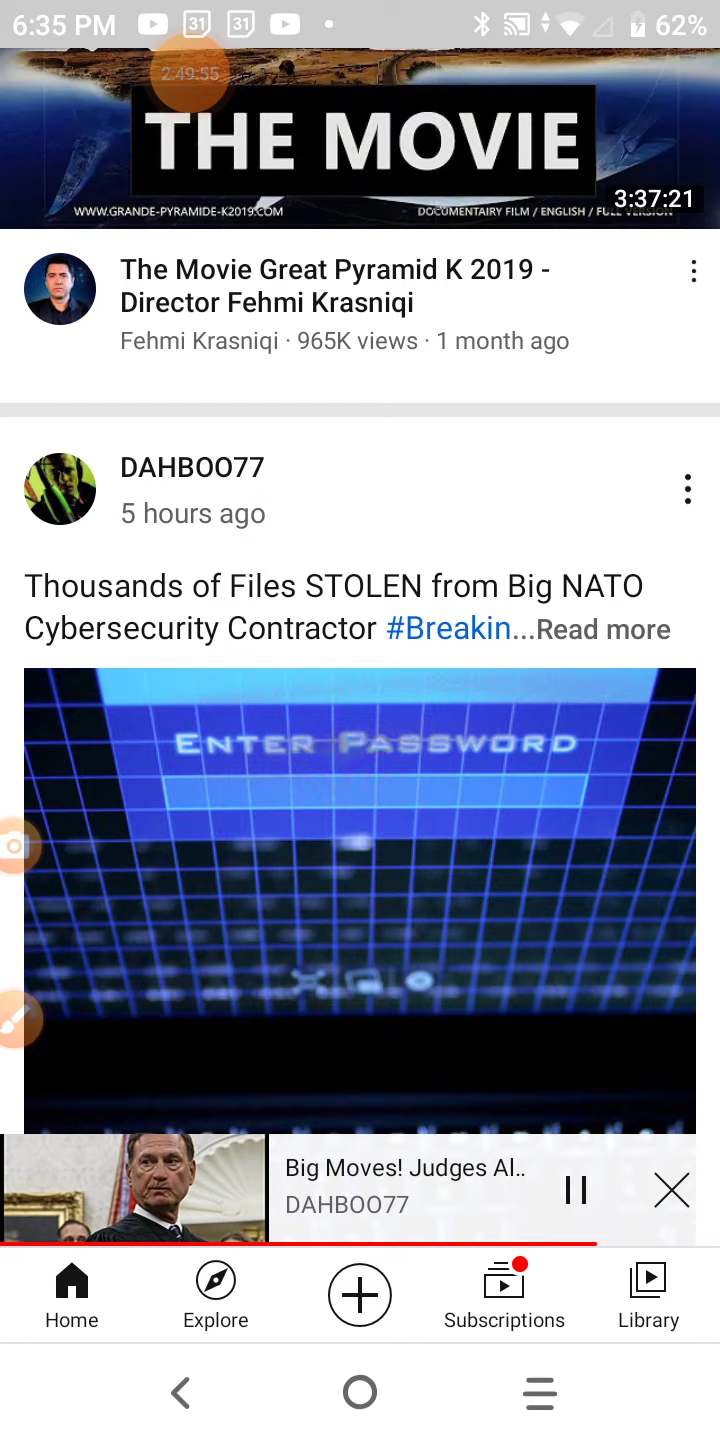 6:35 PM 31 31 62%
2:49:55
THE MOVIE
3:37:21
WWW.GRANDE-PYRAMIDE-K2019.COM DOCUMENTAIRY FILM / ENGLISH / FULL VERSION
The Movie Great Pyramid K 2019 -
Director Fehmi Krasniqi
Fehmi Krasniqi · 965K views · 1 month ago
DAHBOO77
5 hours ago
Thousands of Files STOLEN from Big NATO
Cybersecurity Contractor #Breakin...Read more
ENTER PASSWORD
Big Moves! Judges Al..
DAHBOO77
Home Explore Subscriptions Library